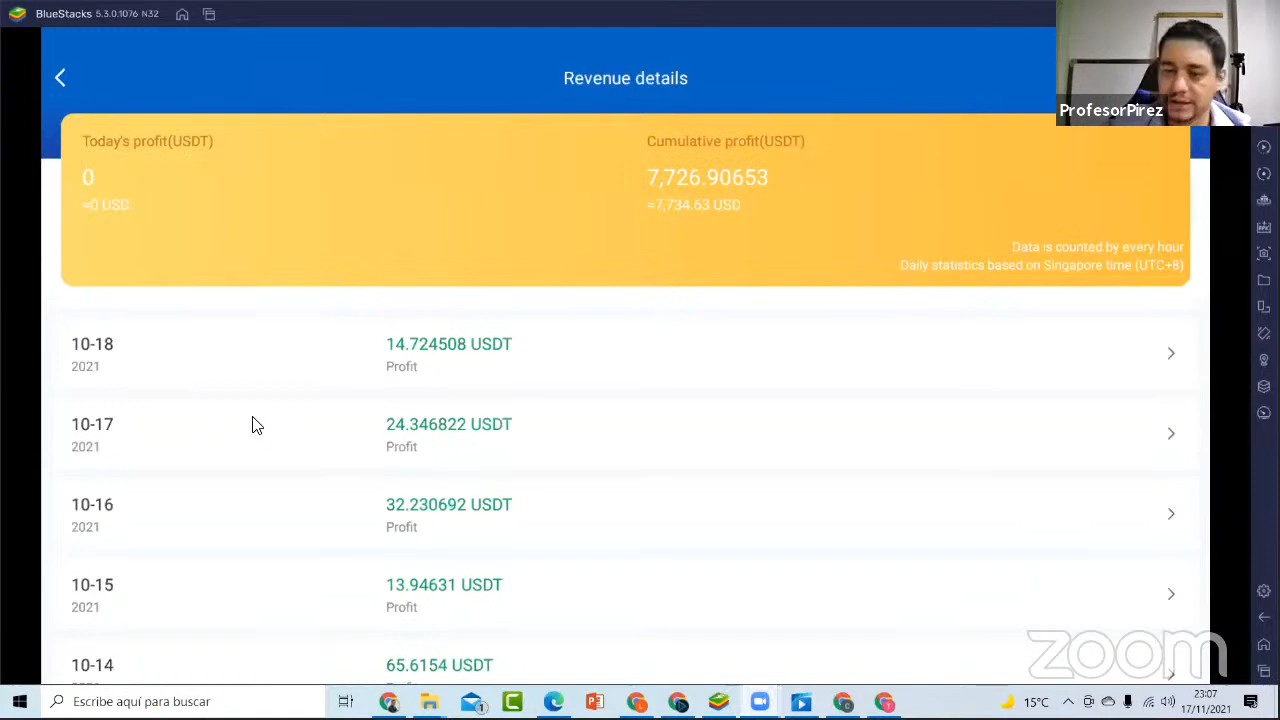 BlueStacks 5.3.0.1076 N32
Revenue details
ProfesorPirez
Today's profit(USDT)
0
≈0 USD
Cumulative profit(USDT)
7,726.90653
≈7,734.63 USD
Data is counted by every hour
Daily statistics based on Singapore time (UTC+8)
10-18
2021
14.724508 USDT
Profit
10-17
2021
24.346822 USDT
Profit
10-16
2021
32.230692 USDT
Profit
10-15
2021
13.94631 USDT
Profit
10-14
65.6154 USDT
zoom
Escribe aquí para buscar
15°C
23:07
17/11/2021